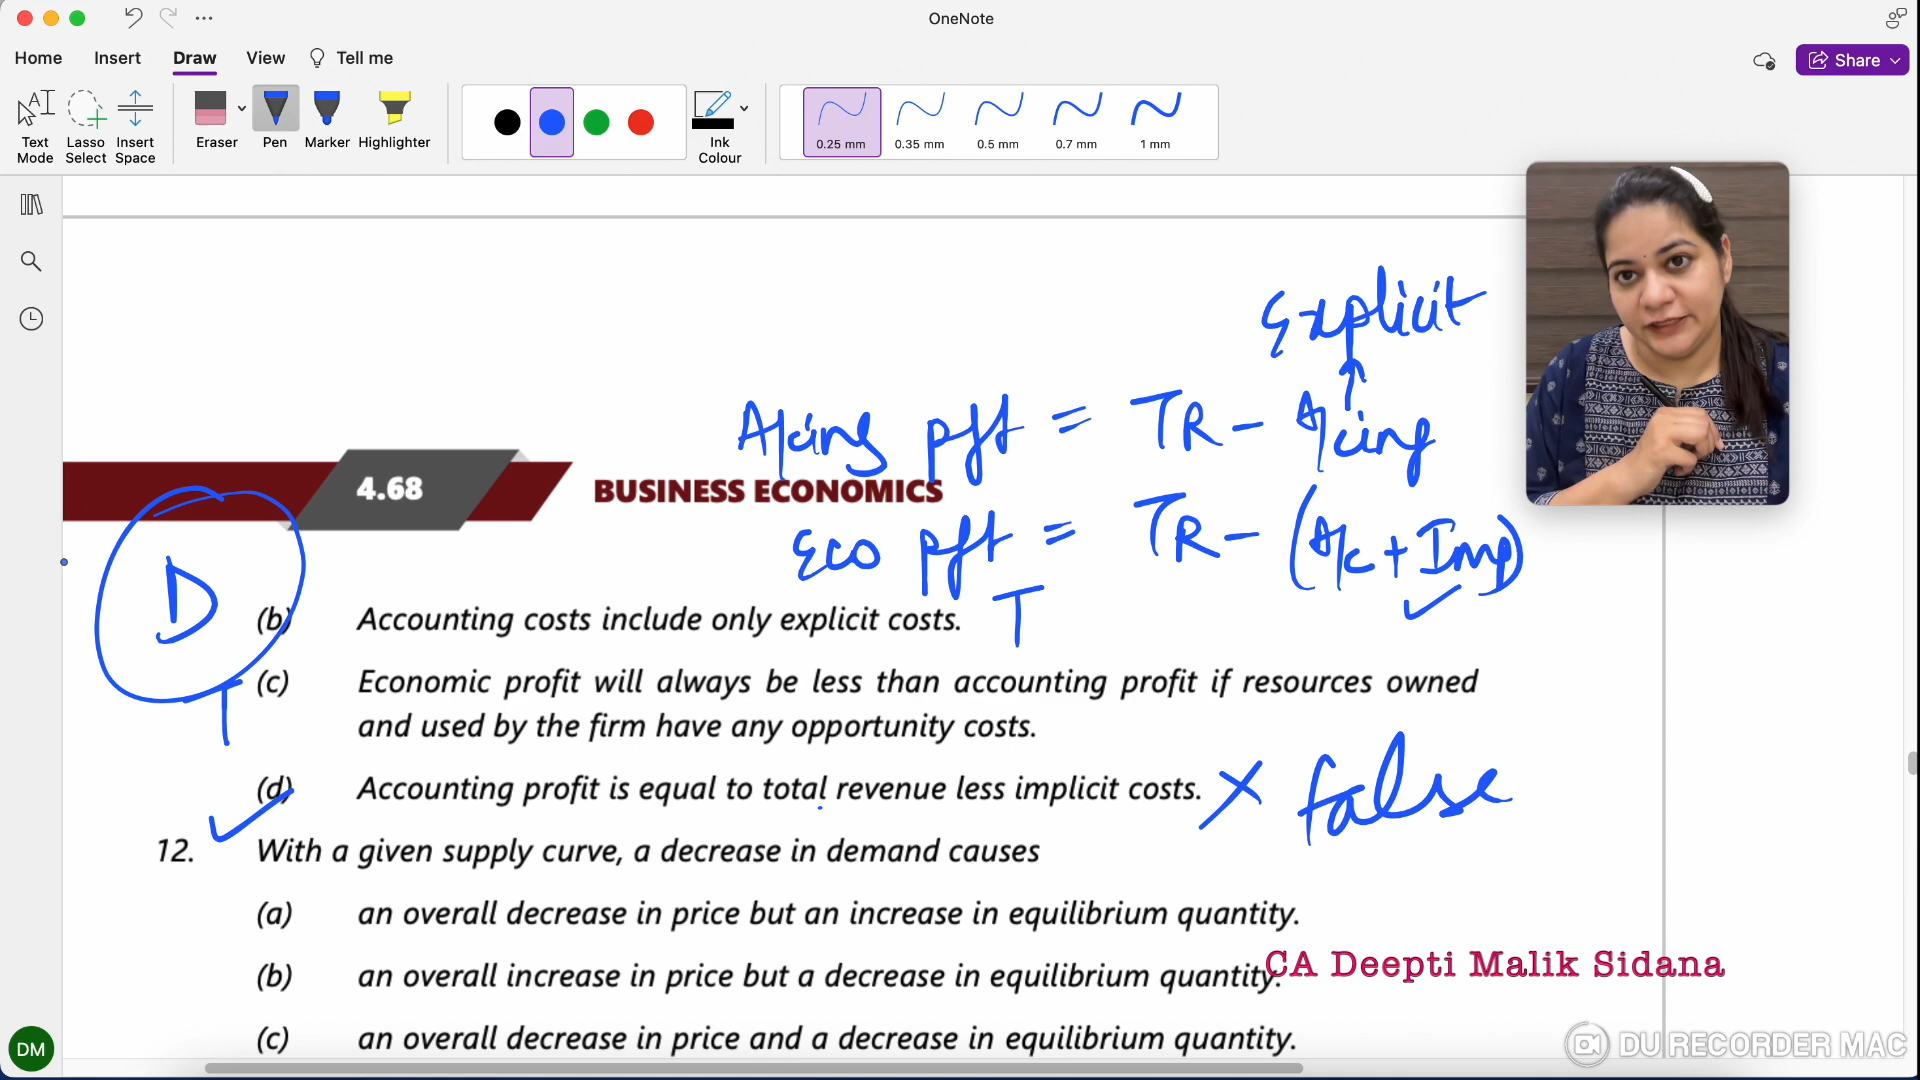 OneNote
Home Insert Draw View Tell me
Share
Text Mode
Lasso Select
Insert Space
Eraser
Pen
Marker
Highlighter
Ink Colour
0.25 mm
0.35 mm
0.5 mm
0.7 mm
1 mm
Explicit
A/cing pft = TR - A/cing
4.68 BUSINESS ECONOMICS
Eco pft = TR - (A/c + Imp)
D
(b) Accounting costs include only explicit costs. T
T (c) Economic profit will always be less than accounting profit if resources owned
and used by the firm have any opportunity costs.
(d) Accounting profit is equal to total revenue less implicit costs. false
12. With a given supply curve, a decrease in demand causes
(a) an overall decrease in price but an increase in equilibrium quantity.
(b) an overall increase in price but a decrease in equilibrium quantity.
CA Deepti Malik Sidana
(c) an overall decrease in price and a decrease in equilibrium quantity.
DM
DU RECORDER MAC